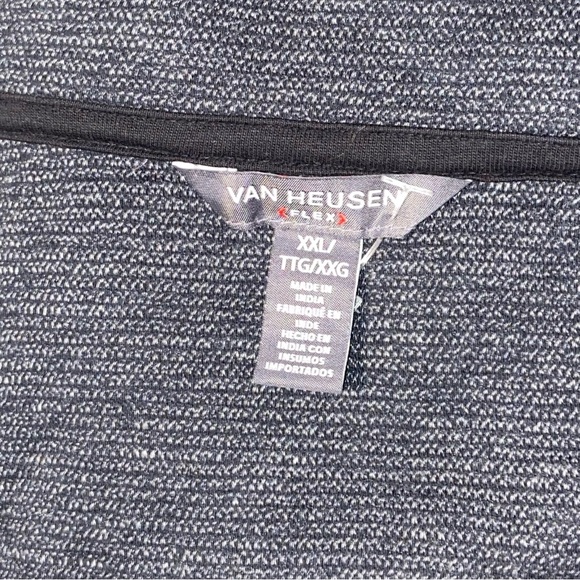 VAN HEUSEN
FLEX
XXL/
TTG/XXG
MADE IN
INDIA
FABRIQUÉ EN
INDE
HECHO EN
INDIA CON
INSUMOS
IMPORTADOS